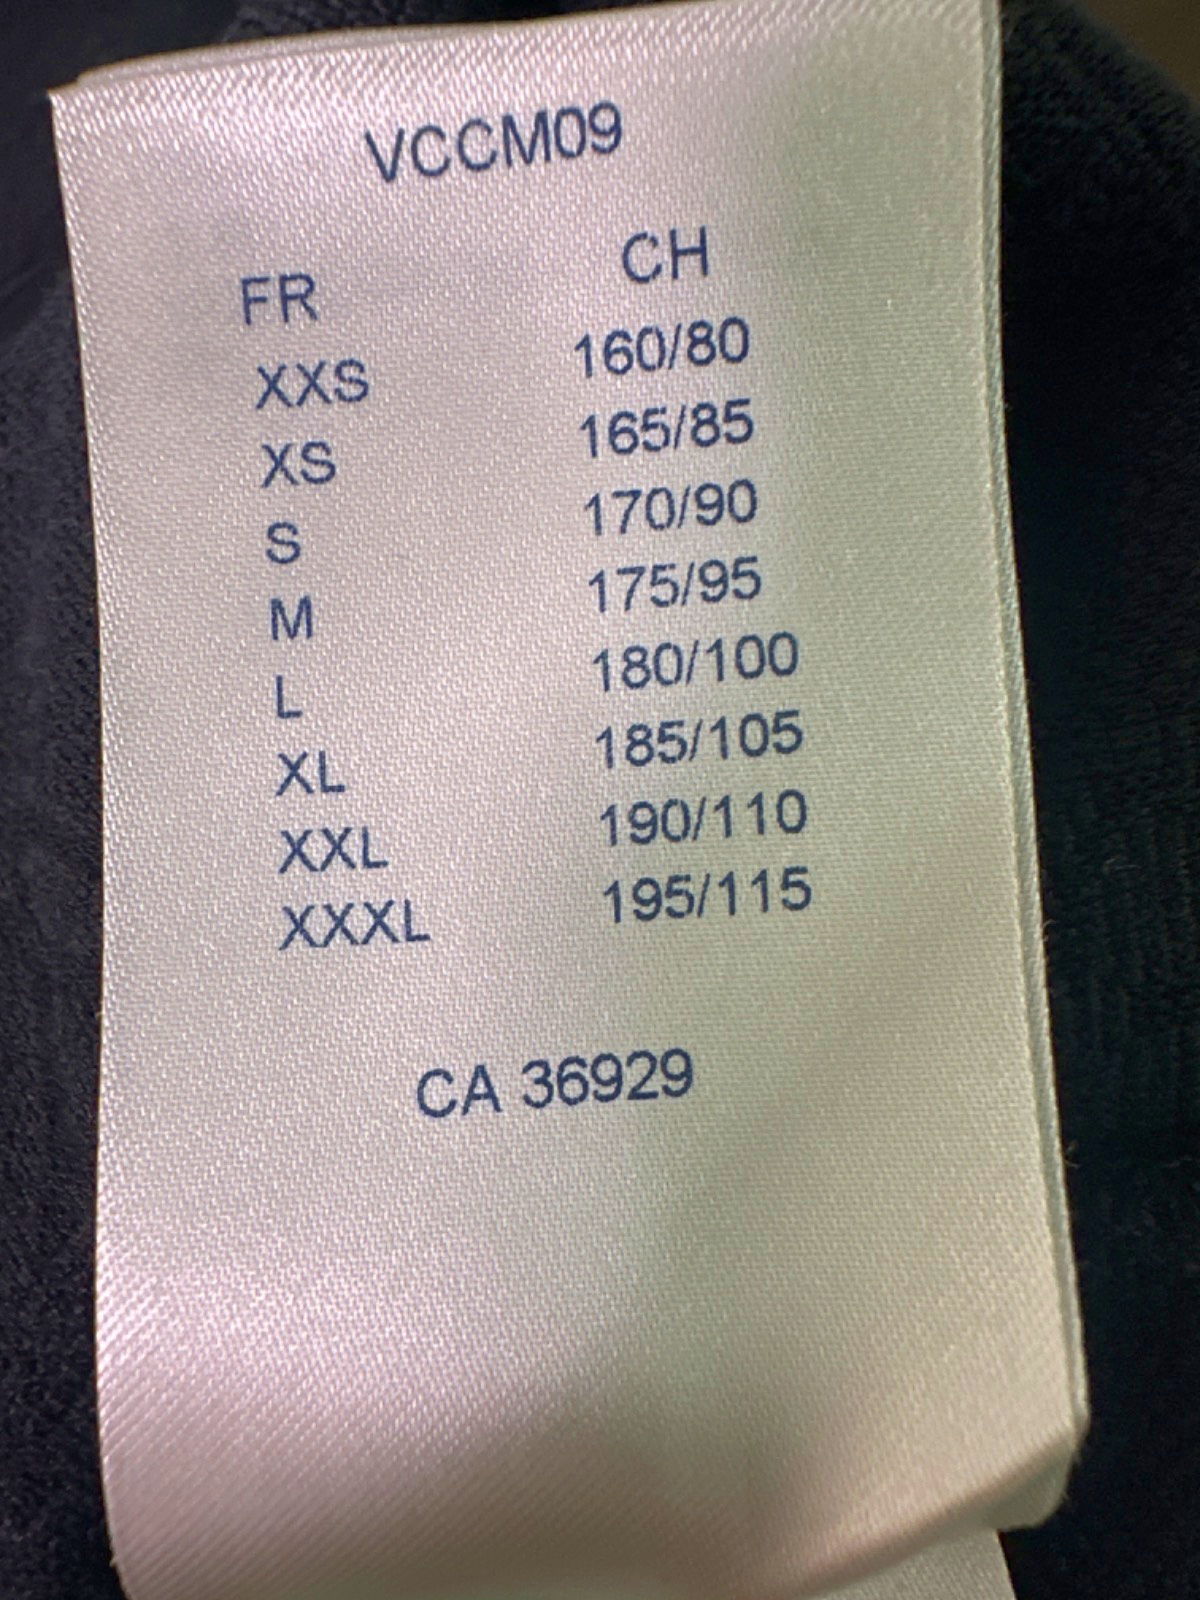 VCCM09
FR CH
XXS 160/80
XS 165/85
S 170/90
M 175/95
L 180/100
XL 185/105
XXL 190/110
XXXL 195/115
CA 36929